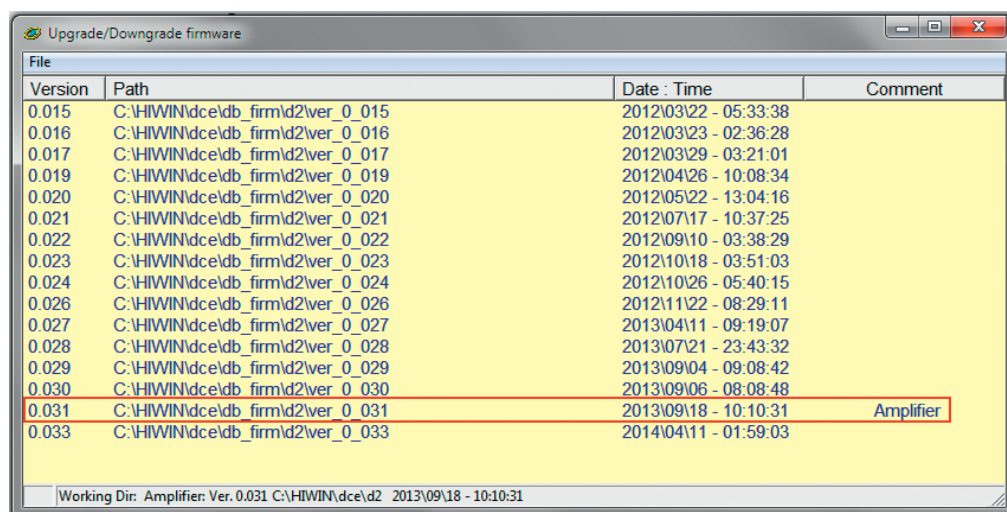 Upgrade/Downgrade firmware
File
Version Path Date : Time Comment
0.015 C:\HIWIN\dce\db_firm\d2\ver_0_015 2012\03\22 - 05:33:38
0.016 C:\HIWIN\dce\db_firm\d2\ver_0_016 2012\03\23 - 02:36:28
0.017 C:\HIWIN\dce\db_firm\d2\ver_0_017 2012\03\29 - 03:21:01
0.019 C:\HIWIN\dce\db_firm\d2\ver_0_019 2012\04\26 - 10:08:34
0.020 C:\HIWIN\dce\db_firm\d2\ver_0_020 2012\05\22 - 13:04:16
0.021 C:\HIWIN\dce\db_firm\d2\ver_0_021 2012\07\17 - 10:37:25
0.022 C:\HIWIN\dce\db_firm\d2\ver_0_022 2012\09\10 - 03:38:29
0.023 C:\HIWIN\dce\db_firm\d2\ver_0_023 2012\10\18 - 03:51:03
0.024 C:\HIWIN\dce\db_firm\d2\ver_0_024 2012\10\26 - 05:40:15
0.026 C:\HIWIN\dce\db_firm\d2\ver_0_026 2012\11\22 - 08:29:11
0.027 C:\HIWIN\dce\db_firm\d2\ver_0_027 2013\04\11 - 09:19:07
0.028 C:\HIWIN\dce\db_firm\d2\ver_0_028 2013\07\21 - 23:43:32
0.029 C:\HIWIN\dce\db_firm\d2\ver_0_029 2013\09\04 - 09:08:42
0.030 C:\HIWIN\dce\db_firm\d2\ver_0_030 2013\09\06 - 08:08:48
0.031 C:\HIWIN\dce\db_firm\d2\ver_0_031 2013\09\18 - 10:10:31 Amplifier
0.033 C:\HIWIN\dce\db_firm\d2\ver_0_033 2014\04\11 - 01:59:03
Working Dir: Amplifier: Ver. 0.031 C:\HIWIN\dce\d2 2013\09\18 - 10:10:31